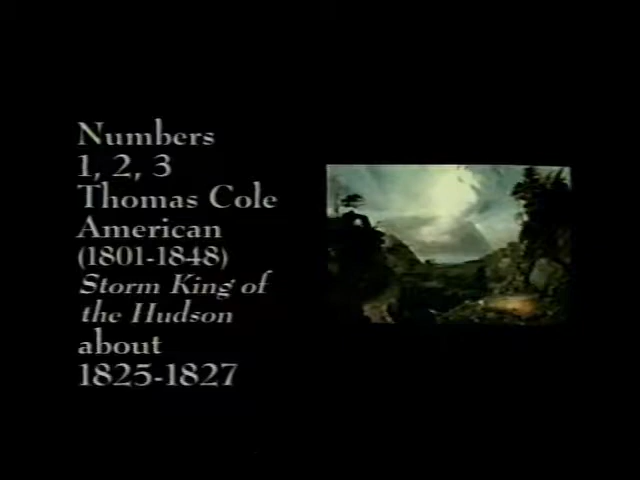 Numbers
1, 2, 3
Thomas Cole
American
(1801-1848)
Storm King of
the Hudson
about
1825-1827